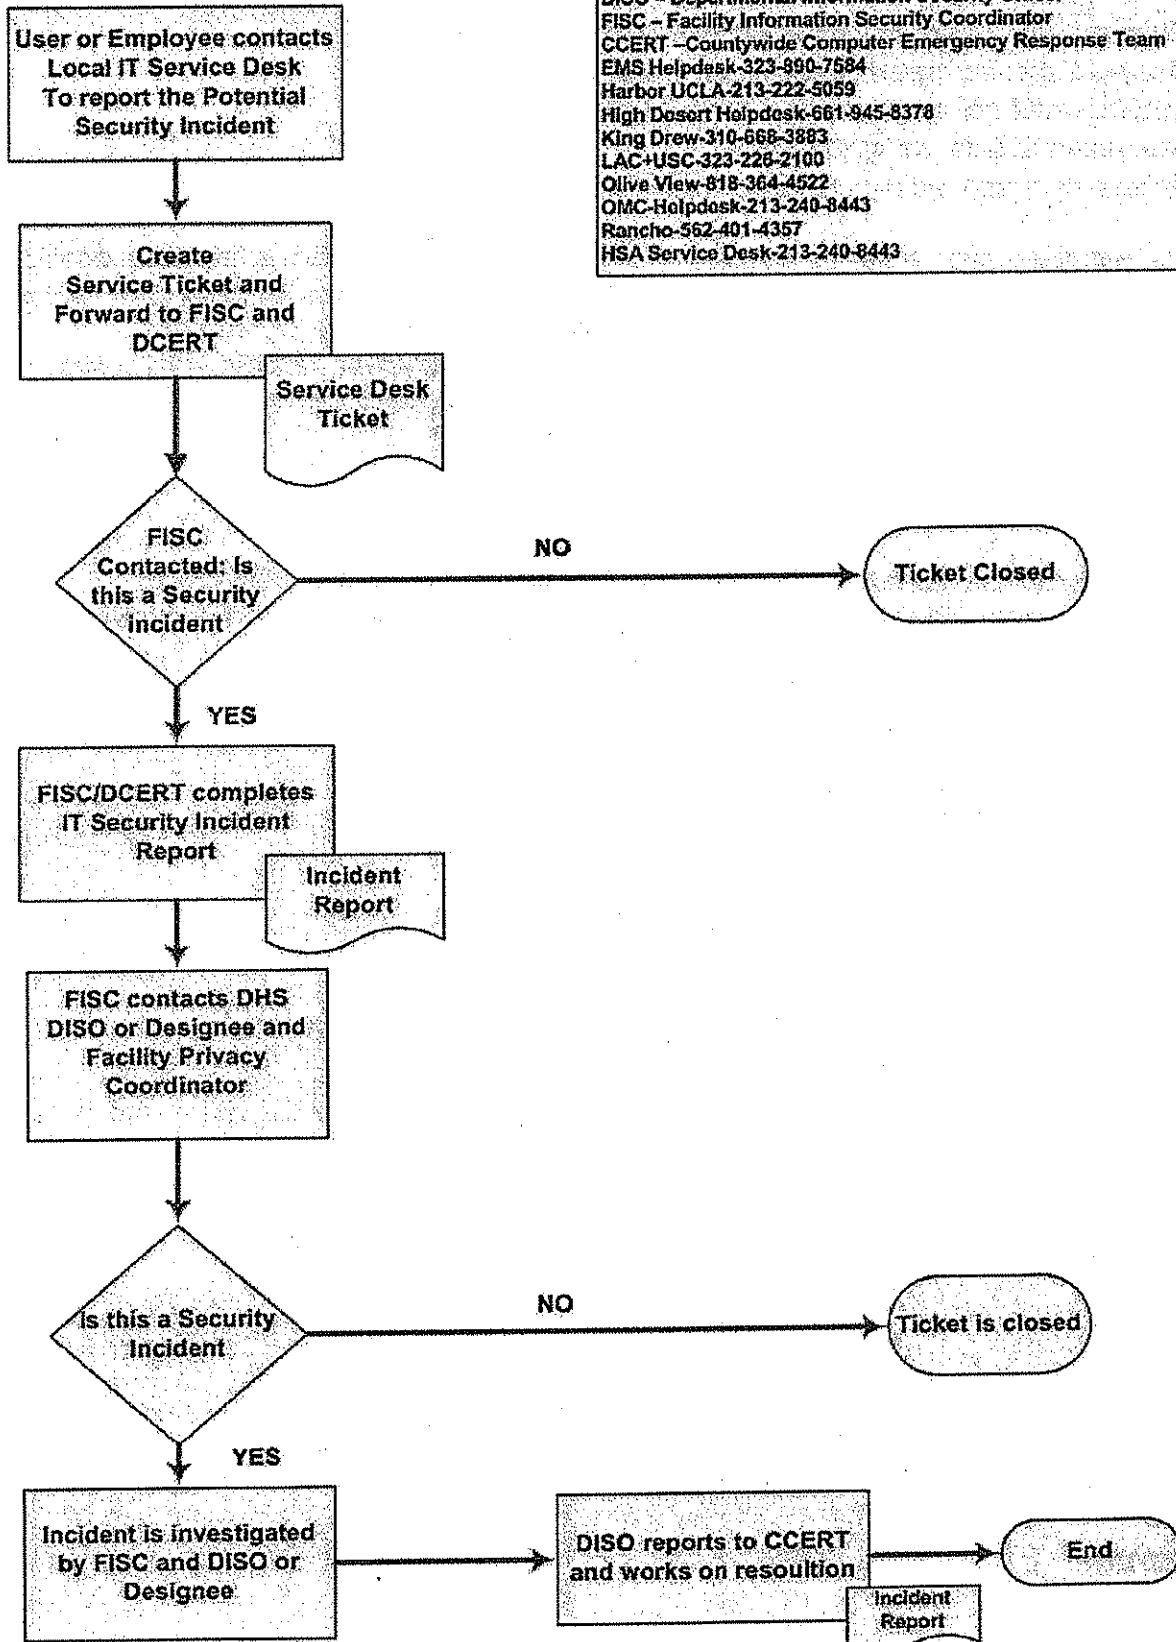 DISO – Departmental Information Security
FISC – Facility Information Security Coordinator
CCERT –Countywide Computer Emergency Response Team
EMS Helpdesk-323-890-7584
Harbor UCLA-213-222-5059
High Desert Helpdesk-661-945-8378
King Drew-310-668-3883
LAC+USC-323-226-2100
Olive View-818-364-4522
OMC-Helpdesk-213-240-8443
Rancho-562-401-4357
HSA Service Desk-213-240-8443
User or Employee contacts
Local IT Service Desk
To report the Potential
Security Incident
Create
Service Ticket and
Forward to FISC and
DCERT
Service Desk
Ticket
FISC
Contacted: Is
this a Security
incident
NO
Ticket Closed
YES
FISC/DCERT completes
IT Security Incident
Report
Incident
Report
FISC contacts DHS
DISO or Designee and
Facility Privacy
Coordinator
Is this a Security
Incident
NO
Ticket is closed
YES
Incident is investigated
by FISC and DISO or
Designee
DISO reports to CCERT
and works on resoultion
Incident
Report
End